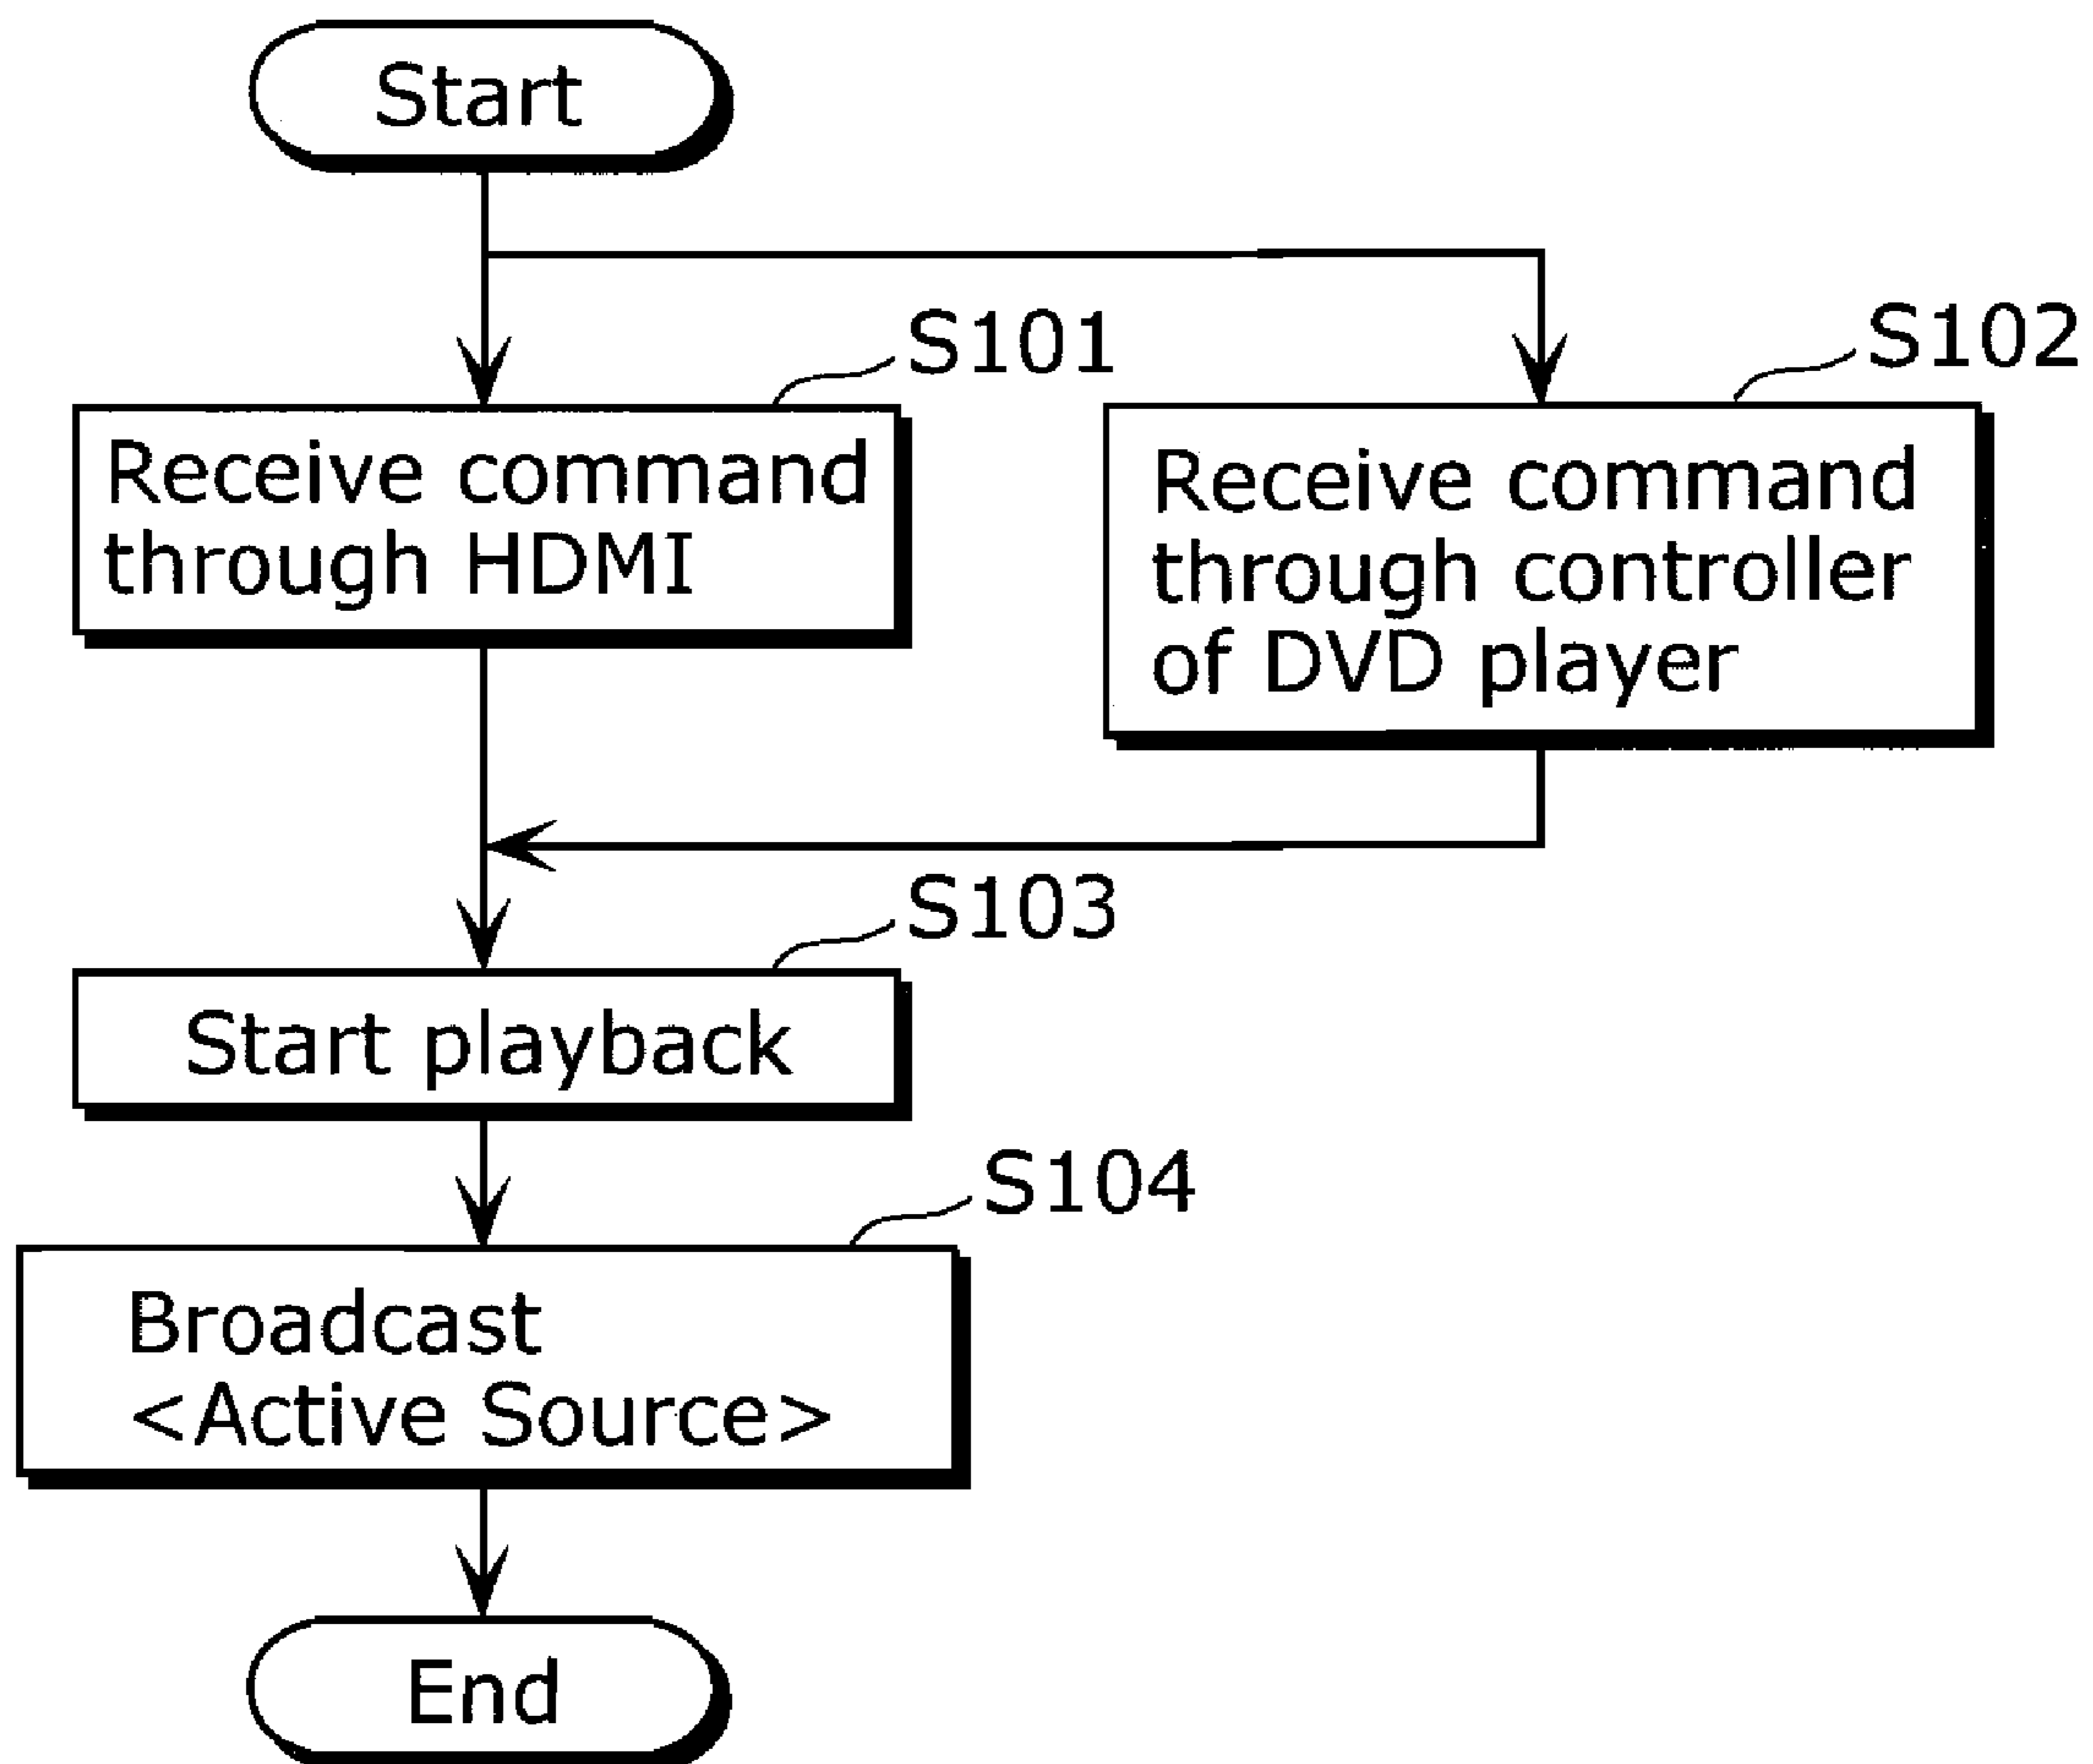 Start
S101
Receive command
through HDMI
S102
Receive command
through controller
of DVD player
S103
Start playback
S104
Broadcast
<Active Source>
End